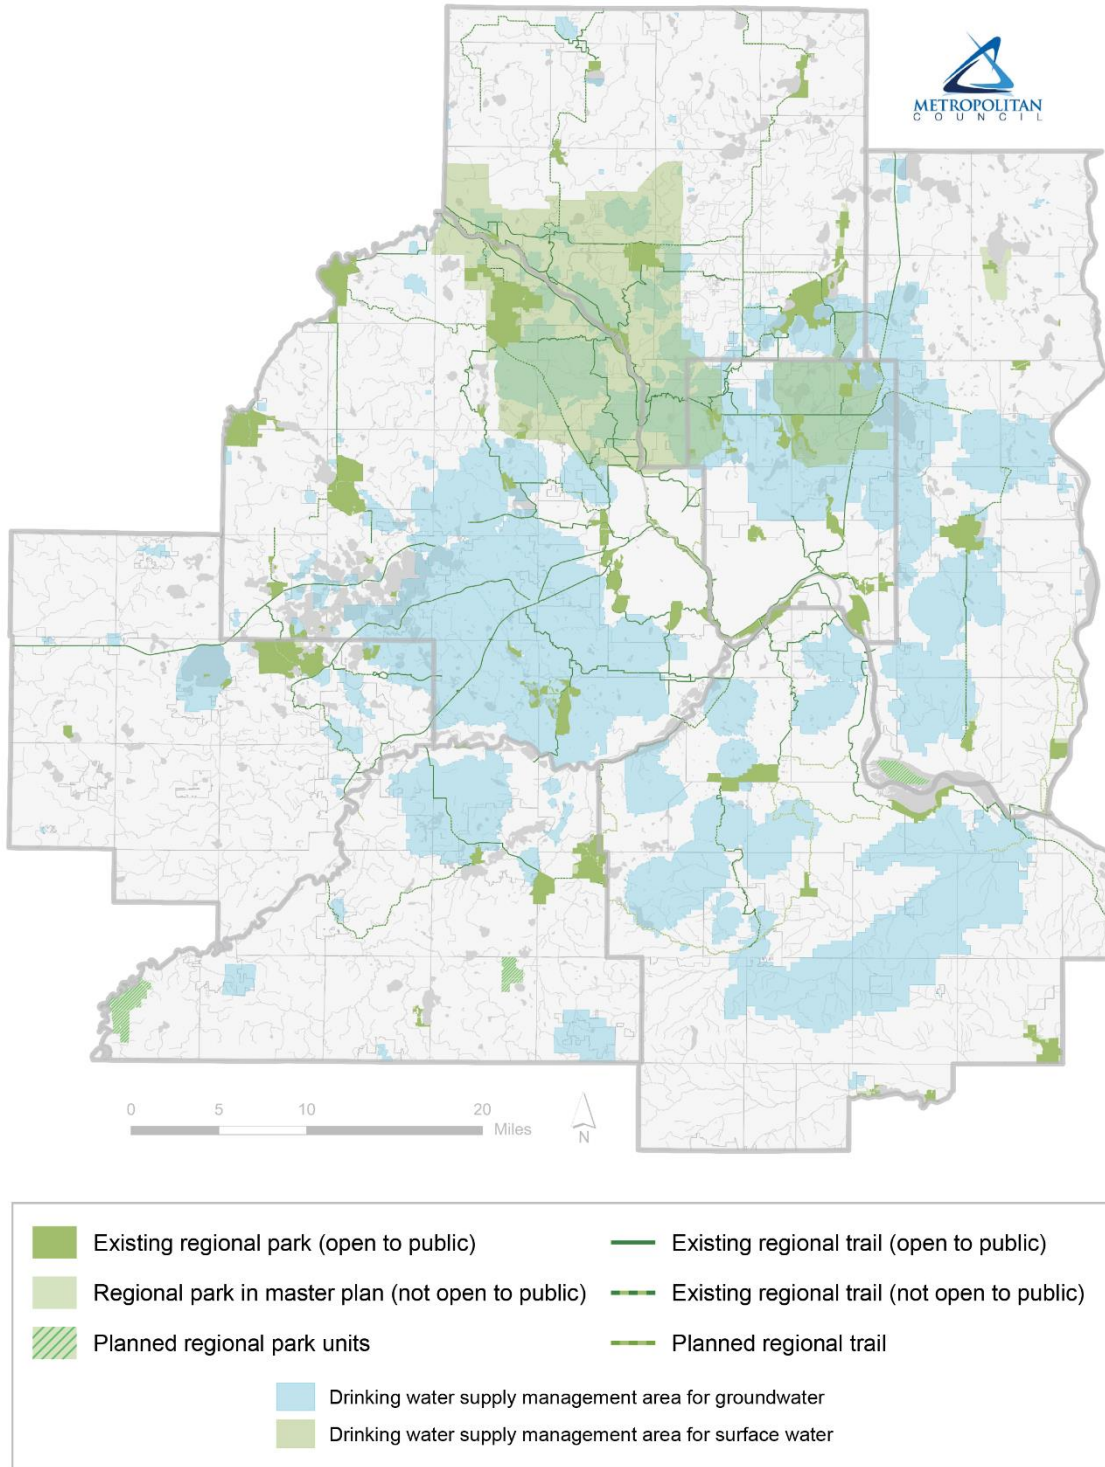 METROPOLITAN
COUNCIL
0 5 10 20
Miles
N
Existing regional park (open to public)
Existing regional trail (open to public)
Regional park in master plan (not open to public)
Existing regional trail (not open to public)
Planned regional park units
Planned regional trail
Drinking water supply management area for groundwater
Drinking water supply management area for surface water